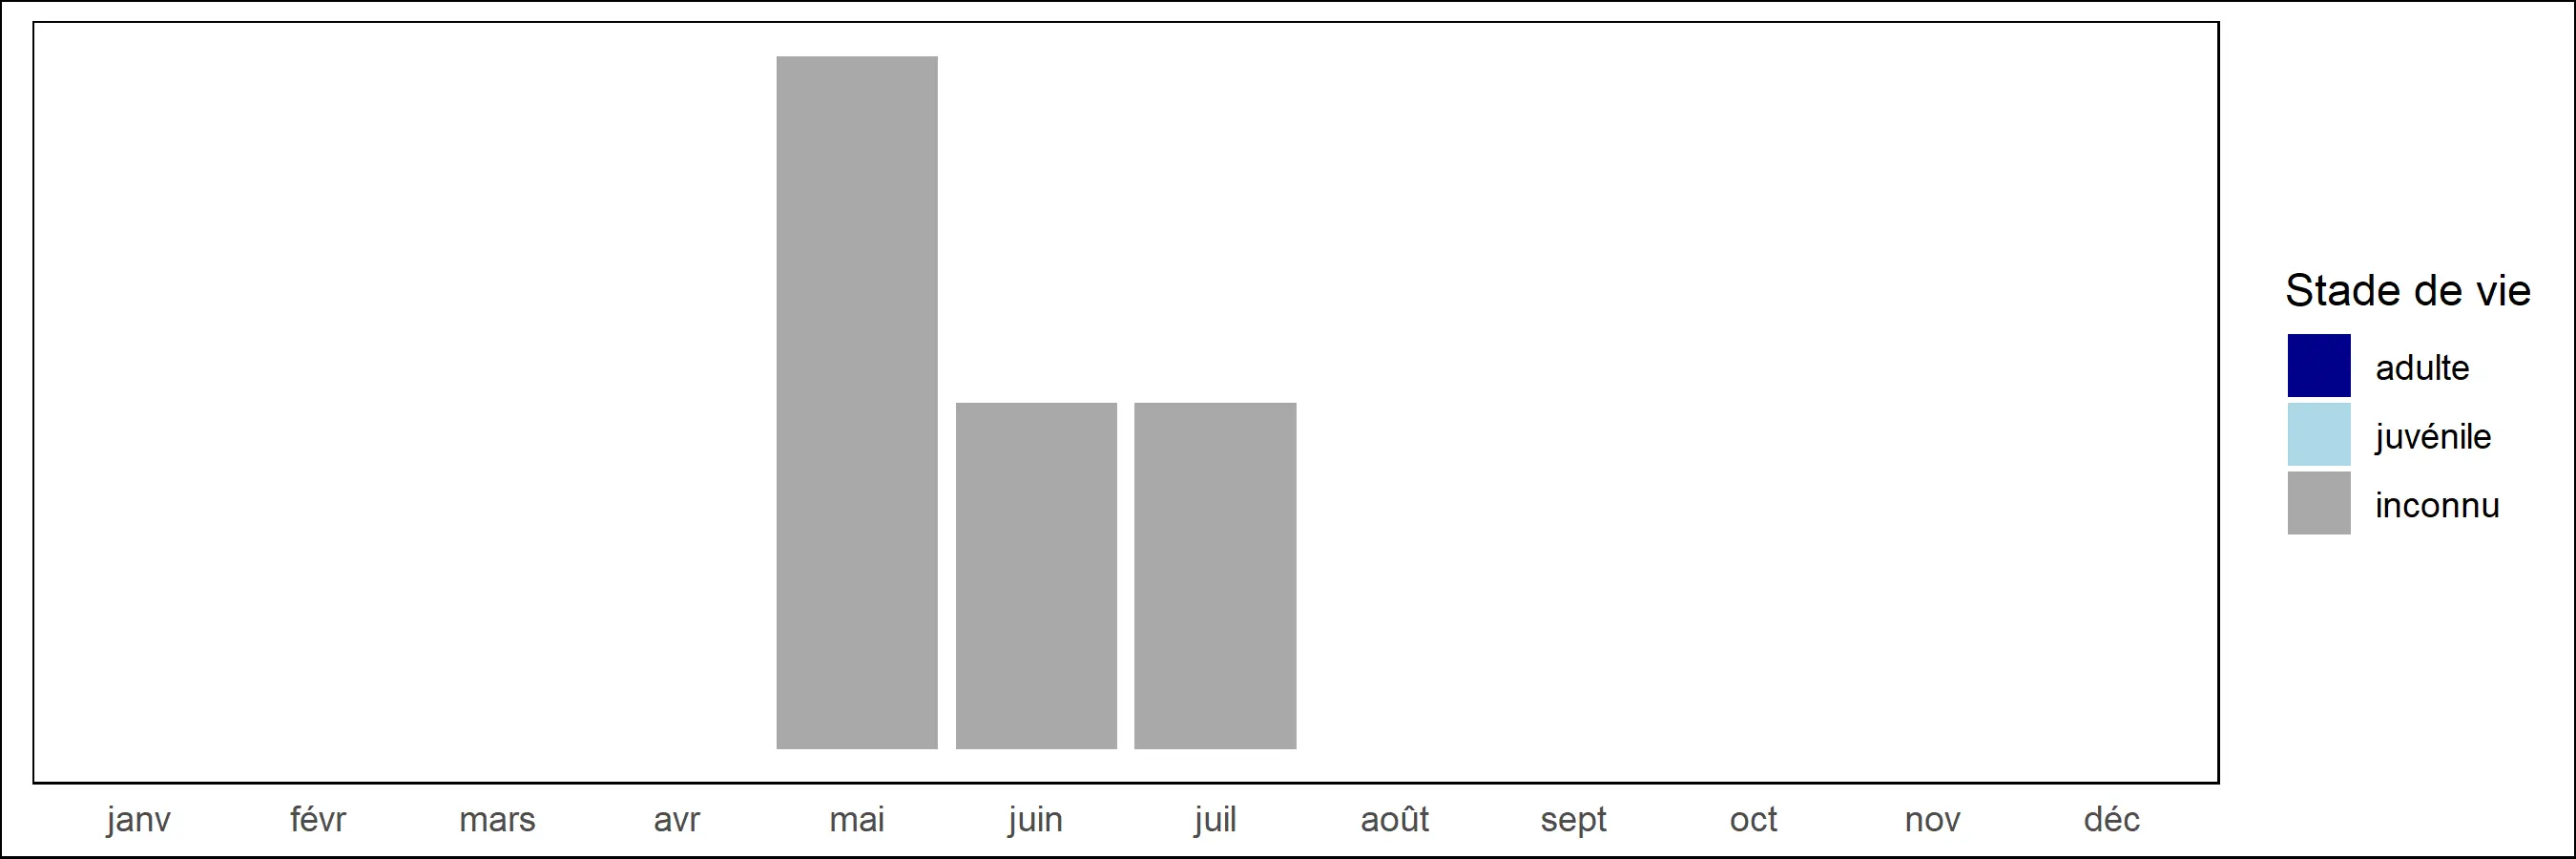 Stade de vie
adulte
juvénile
inconnu
janv févr mars avr mai juin juil août sept oct nov déc